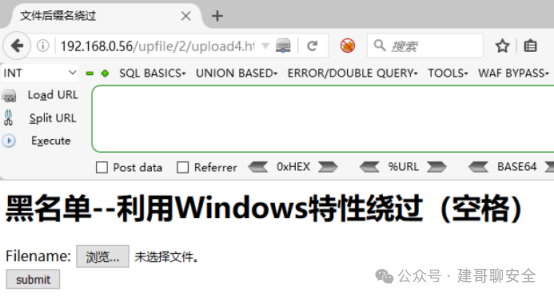 文件后缀名绕过
192.168.0.56/upfile/2/upload4.ht
搜索
INT SQL BASICS UNION BASED ERROR/DOUBLE QUERY TOOLS WAF BYPASS
Load URL
Split URL
Execute
Post data Referrer 0xHEX %URL BASE64
黑名单--利用Windows特性绕过（空格）
Filename: 浏览... 未选择文件。
submit
公众号 · 建哥聊安全